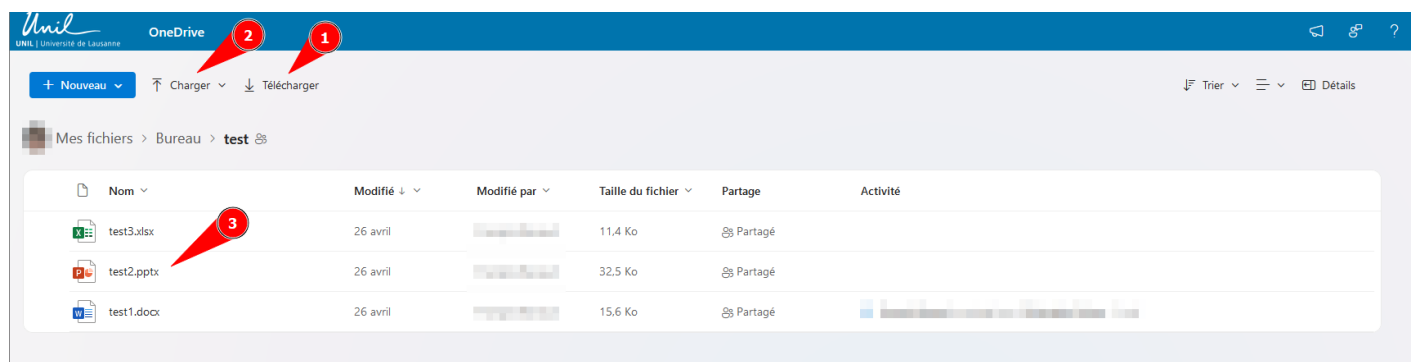 Unil
UNIL | Université de Lausanne
OneDrive
2
1
+ Nouveau
Charger
Télécharger
Trier
Détails
Mes fichiers > Bureau > test
Nom Modifié ↓ Modifié par Taille du fichier Partage Activité
3
test3.xlsx 26 avril 11,4 Ko Partagé
test2.pptx 26 avril 32,5 Ko Partagé
test1.docx 26 avril 15,6 Ko Partagé